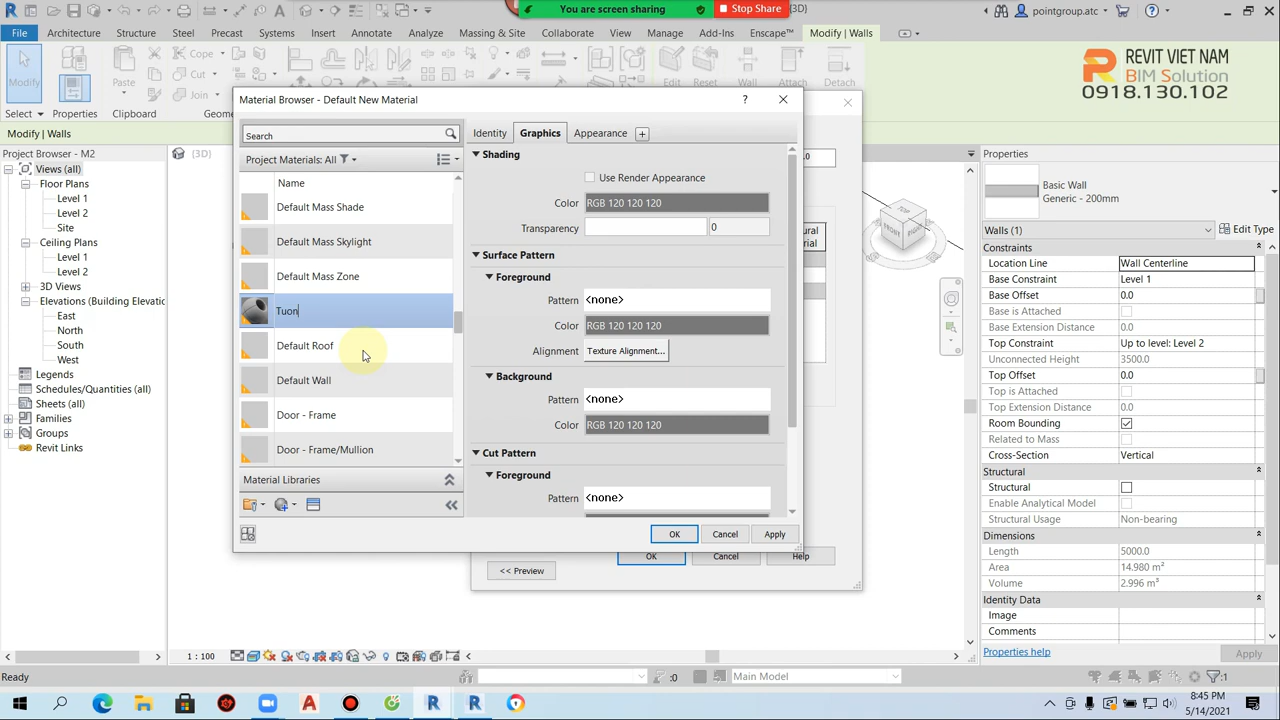 You are screen sharing
Stop Share
(3D)
pointgroup.atc
File Architecture Structure Steel Precast Systems Insert Annotate Analyze Massing & Site Collaborate View Manage Add-Ins Enscape™ Modify | Walls
Modify
Paste
Cope
Cut
Join
Edit
Reset
Wall
Attach
Detach
Select
Properties
Clipboard
REVIT VIET NAM
BIM Solution
0918.130.102
Modify | Walls
Project Browser - M2
Views (all)
Floor Plans
Level 1
Level 2
Site
Ceiling Plans
Level 1
Level 2
3D Views
Elevations (Building Elevatio
East
North
South
West
Legends
Schedules/Quantities (all)
Sheets (all)
Families
Groups
Revit Links
(3D)
Material Browser - Default New Material
Search
Project Materials: All
Name
Default Mass Shade
Default Mass Skylight
Default Mass Zone
Tuon
Default Roof
Default Wall
Door - Frame
Door - Frame/Mullion
Material Libraries
Identity Graphics Appearance
Shading
Use Render Appearance
Color RGB 120 120 120
Transparency 0
Surface Pattern
Foreground
Pattern <none>
Color RGB 120 120 120
Alignment Texture Alignment...
Background
Pattern <none>
Color RGB 120 120 120
Cut Pattern
Foreground
Pattern <none>
OK Cancel Apply
OK Cancel Help
<< Preview
TOP
FRONT
Properties
Basic Wall
Generic - 200mm
Walls (1) Edit Type
Constraints
Location Line Wall Centerline
Base Constraint Level 1
Base Offset 0.0
Base is Attached
Base Extension Distance 0.0
Top Constraint Up to level: Level 2
Unconnected Height 3500.0
Top Offset 0.0
Top is Attached
Top Extension Distance 0.0
Room Bounding
Related to Mass
Cross-Section Vertical
Structural
Structural
Enable Analytical Model
Structural Usage Non-bearing
Dimensions
Length 5000.0
Area 14.980 m²
Volume 2.996 m³
Identity Data
Image
Comments
Properties help
Apply
1 : 100
Ready
:0
Main Model
:1
8:45 PM
5/14/2021